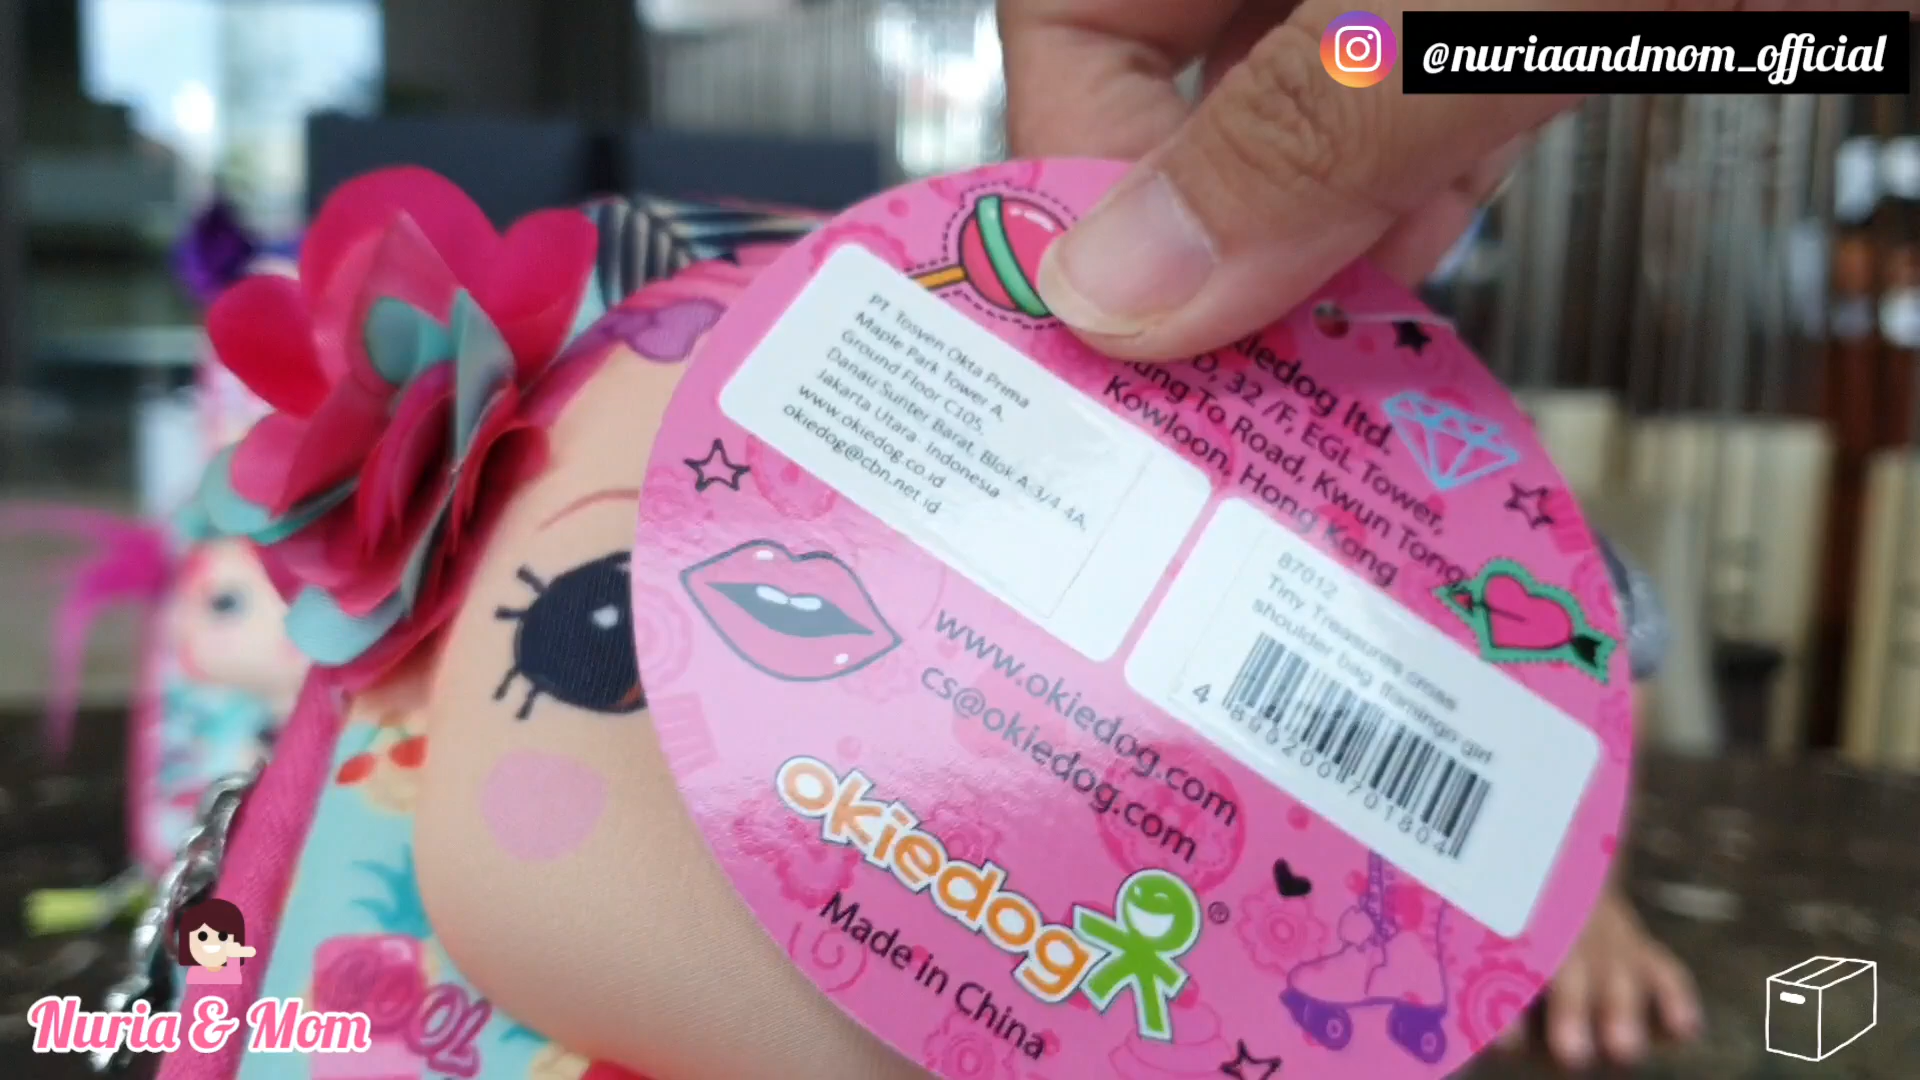 @nuriaandmom_official
PT. Tosven Okta Prima
Maple Park Tower A,
Ground Floor C105,
Danau Sunter Barat, Blok A 3/4-4A,
Jakarta Utara - Indonesia
www.okiedog.co.id
okiedog@cbn.net.id
ltd.
D, 32 /F, EGL Tower,
To Road, Kwun Tong,
Kowloon, Hong Kong
87012
Tiny Treasures cross
shoulder bag flamingo girl
www.okiedog.com
cs@okiedog.com
okiedog®
Made in China
Nuria & Mom